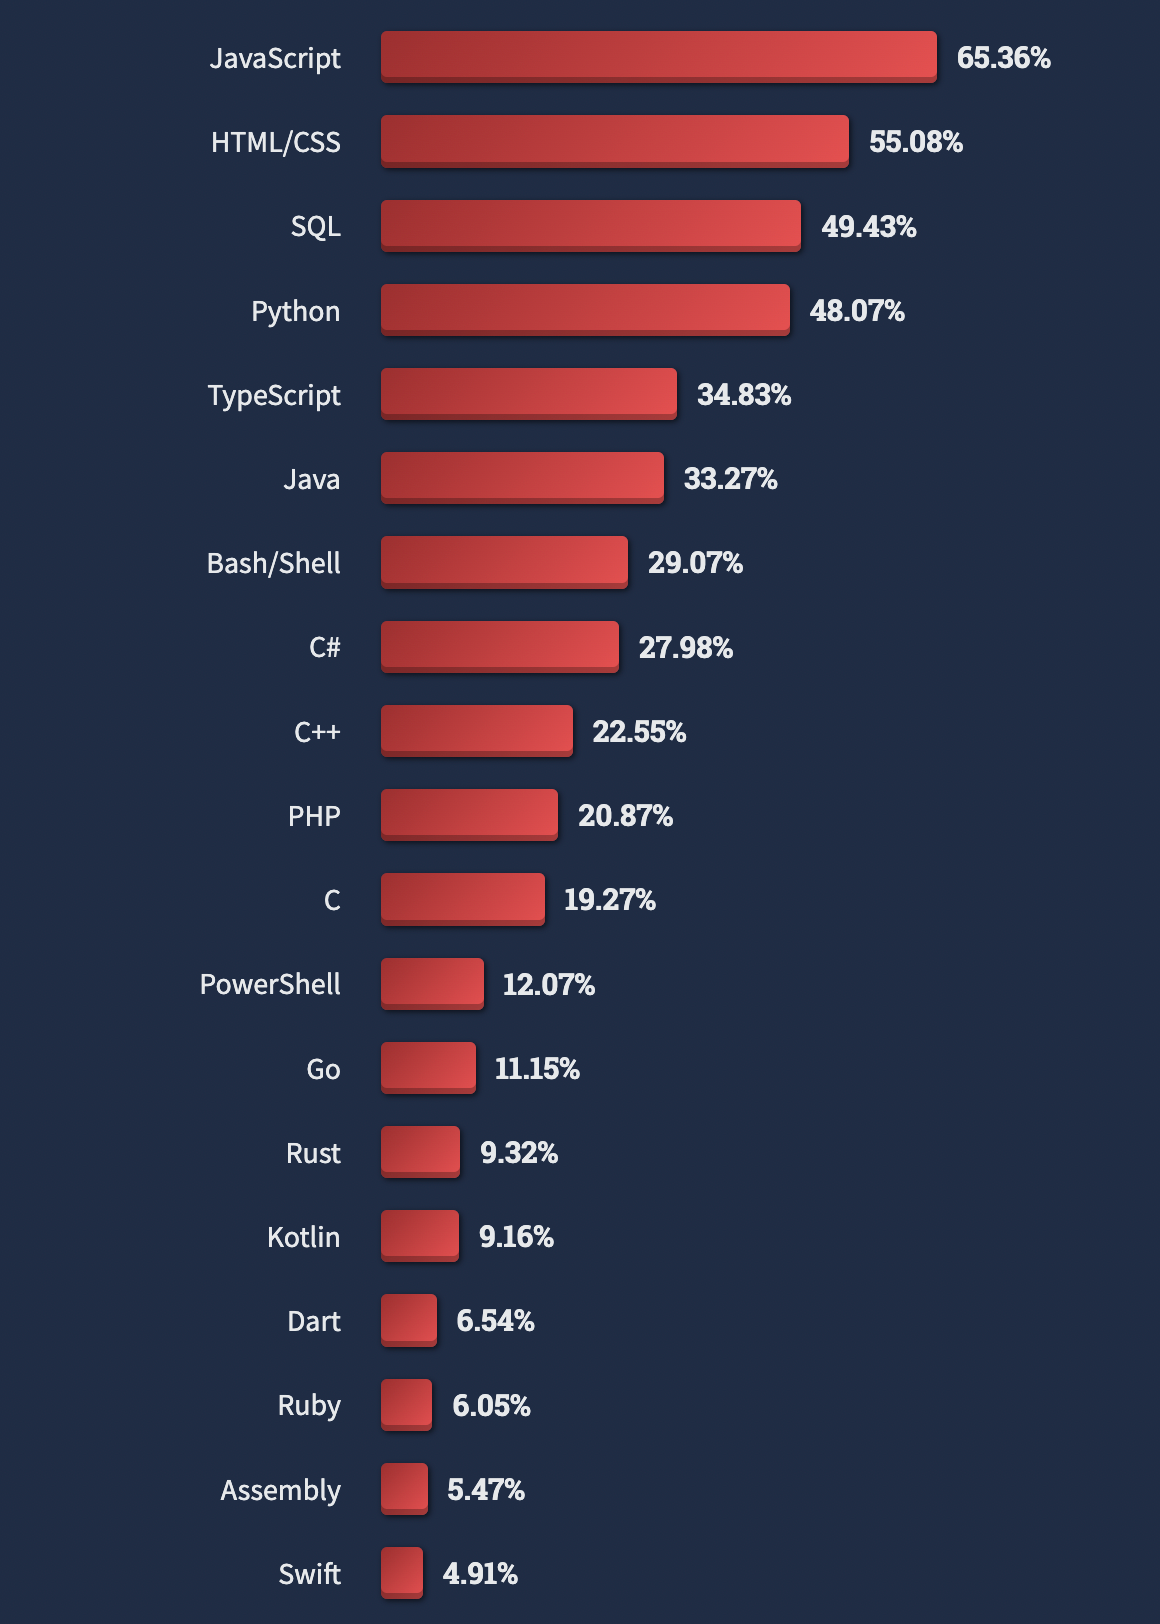 JavaScript 65.36%
HTML/CSS 55.08%
SQL 49.43%
Python 48.07%
TypeScript 34.83%
Java 33.27%
Bash/Shell 29.07%
C# 27.98%
C++ 22.55%
PHP 20.87%
C 19.27%
PowerShell 12.07%
Go 11.15%
Rust 9.32%
Kotlin 9.16%
Dart 6.54%
Ruby 6.05%
Assembly 5.47%
Swift 4.91%